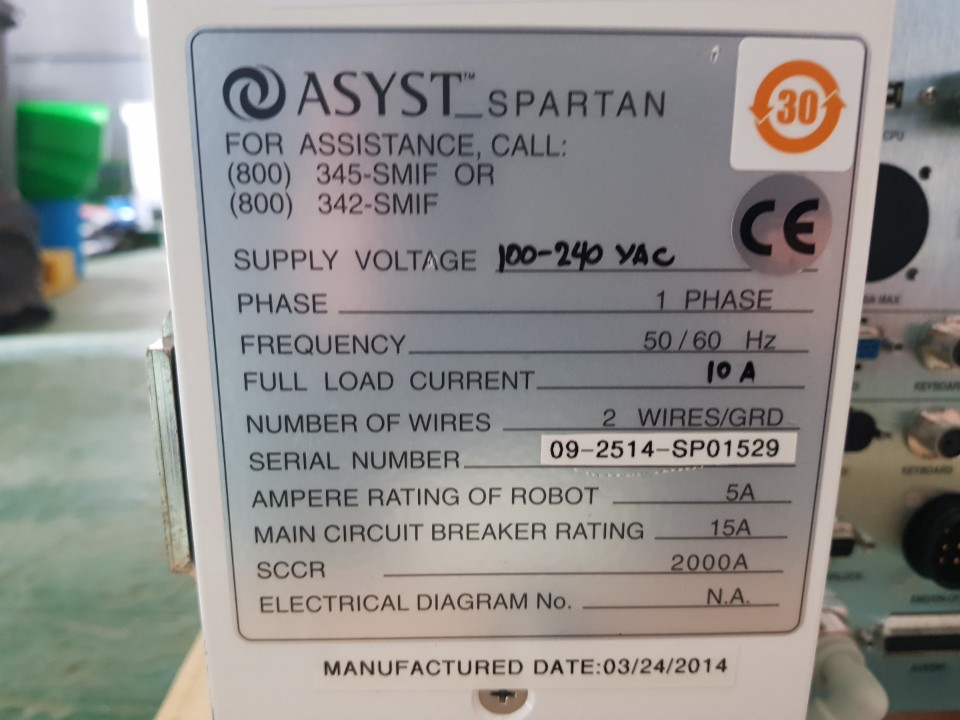 ASYST™ SPARTAN
30
FOR ASSISTANCE, CALL:
(800) 345-SMIF OR
(800) 342-SMIF
CE
SUPPLY VOLTAGE 100-240 VAC
PHASE 1 PHASE
FREQUENCY 50/60 Hz
FULL LOAD CURRENT 10 A
NUMBER OF WIRES 2 WIRES/GRD
SERIAL NUMBER 09-2514-SP01529
AMPERE RATING OF ROBOT 5A
MAIN CIRCUIT BREAKER RATING 15A
SCCR 2000A
ELECTRICAL DIAGRAM No. N.A.
MANUFACTURED DATE:03/24/2014
CPU
KEYBOARD